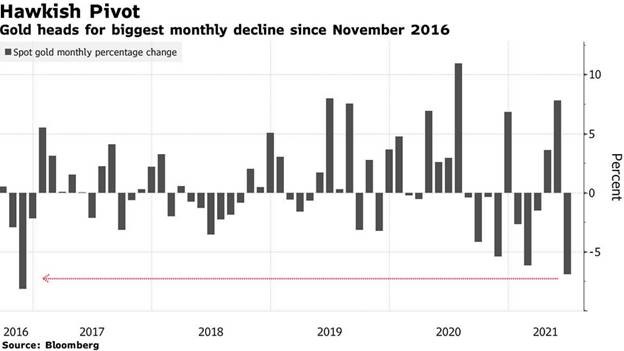 Hawkish Pivot
Gold heads for biggest monthly decline since November 2016
Spot gold monthly percentage change
10
5
0
-5
Percent
2016 2017 2018 2019 2020 2021
Source: Bloomberg